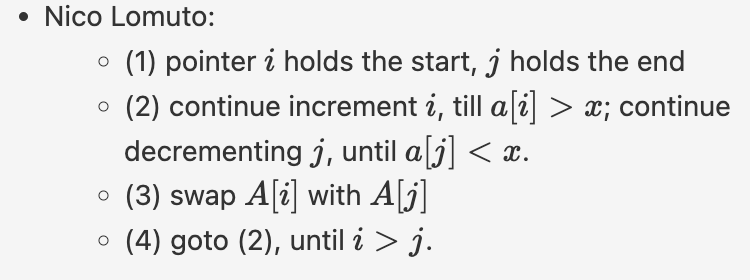 • Nico Lomuto:
◦ (1) pointer i holds the start, j holds the end
◦ (2) continue increment i, till a[i] > x; continue
decrementing j, until a[j] < x.
◦ (3) swap A[i] with A[j]
◦ (4) goto (2), until i > j.